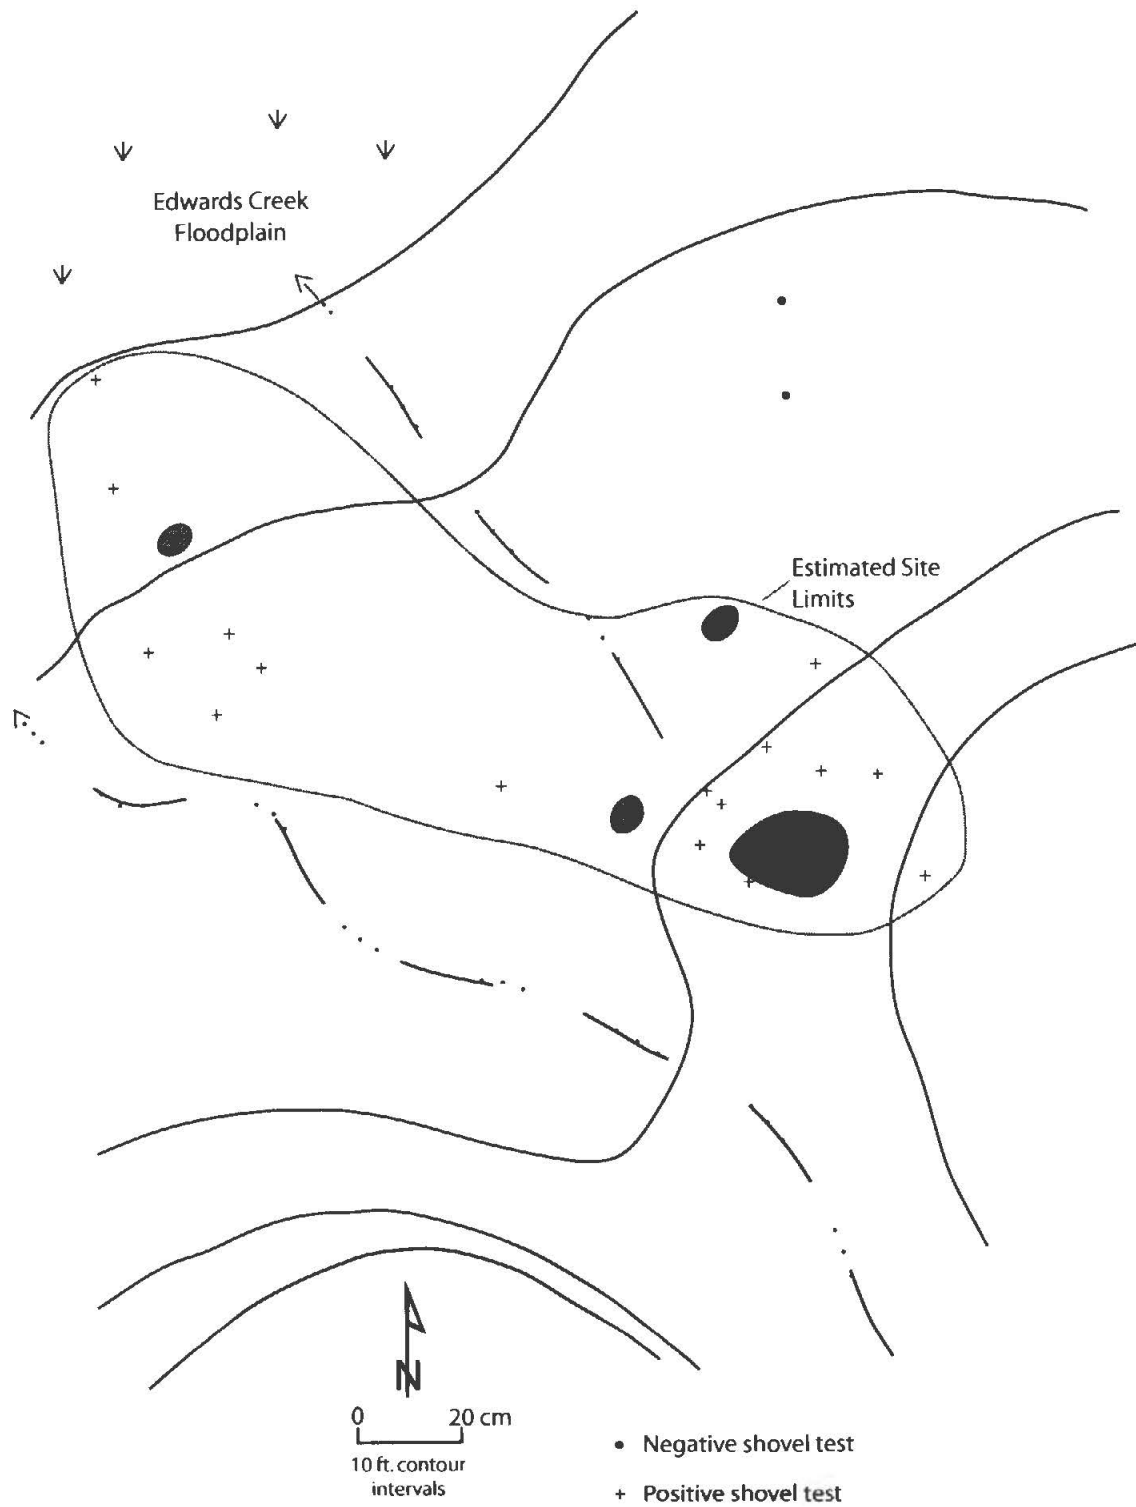 Edwards Creek
Floodplain
Estimated Site
Limits
N
0 20 cm
10 ft. contour
intervals
Negative shovel test
Positive shovel test